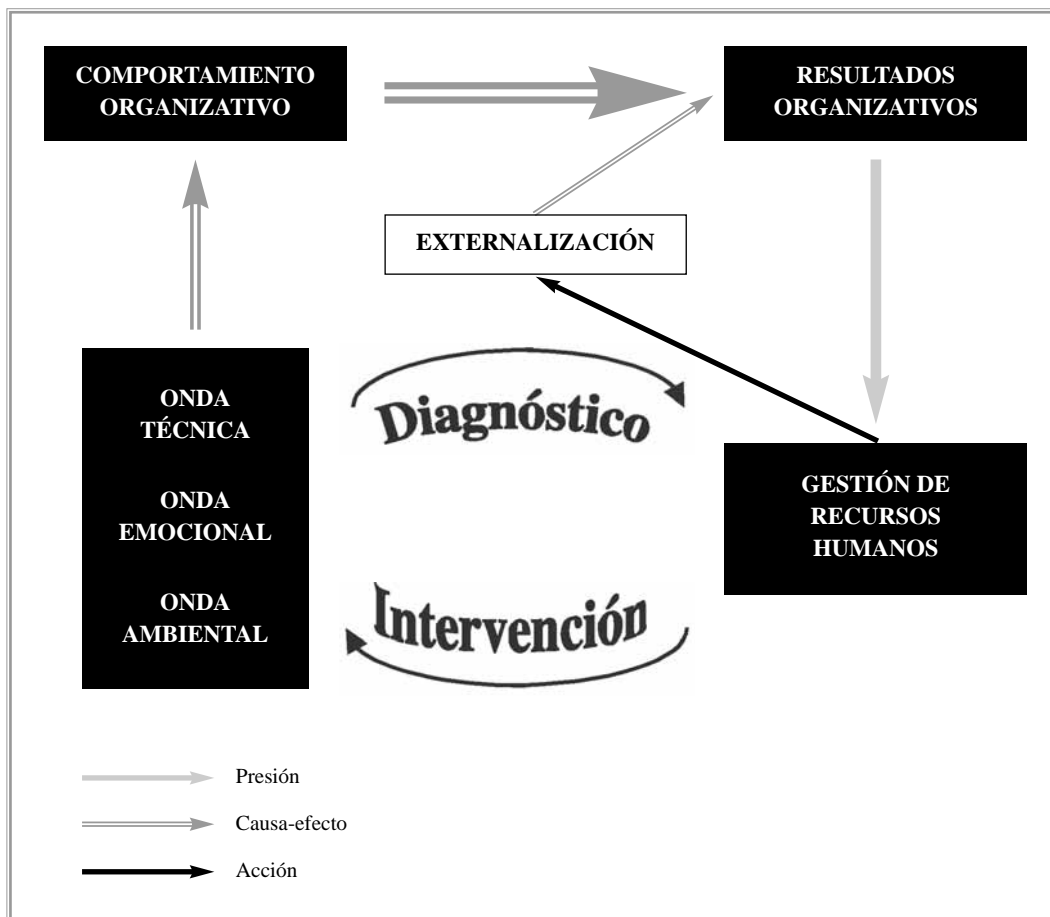 COMPORTAMIENTO
ORGANIZATIVO
RESULTADOS
ORGANIZATIVOS
EXTERNALIZACIÓN
ONDA
TÉCNICA
ONDA
EMOCIONAL
ONDA
AMBIENTAL
Diagnóstico
GESTIÓN DE
RECURSOS
HUMANOS
Intervención
Presión
Causa-efecto
Acción